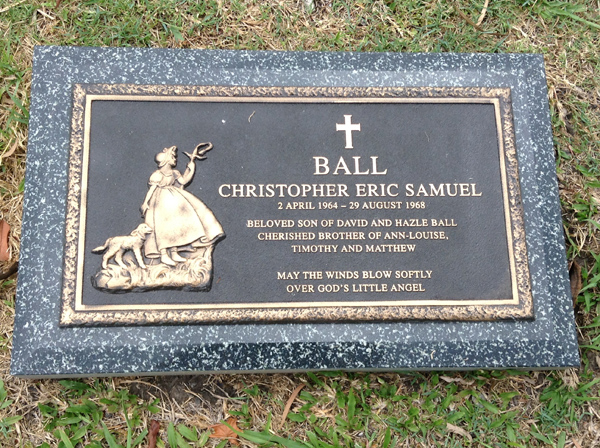 BALL
CHRISTOPHER ERIC SAMUEL
2 APRIL 1964 – 29 AUGUST 1968
BELOVED SON OF DAVID AND HAZLE BALL
CHERISHED BROTHER OF ANN-LOUISE,
TIMOTHY AND MATTHEW
MAY THE WINDS BLOW SOFTLY
OVER GOD'S LITTLE ANGEL